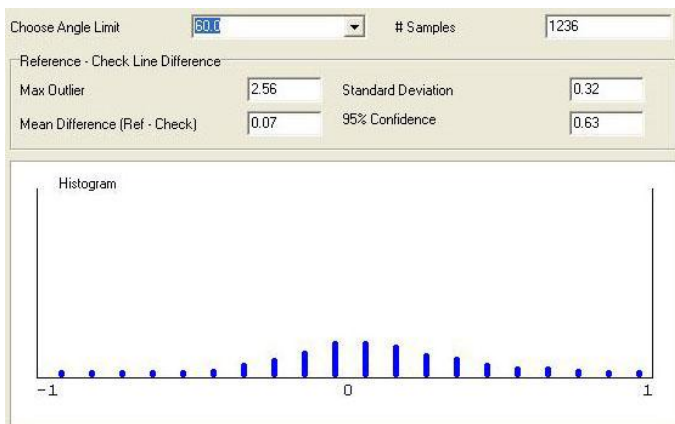 Choose Angle Limit 60.0 # Samples 1236
Reference - Check Line Difference
Max Outlier 2.56 Standard Deviation 0.32
Mean Difference (Ref - Check) 0.07 95% Confidence 0.63
Histogram
-1 0 1